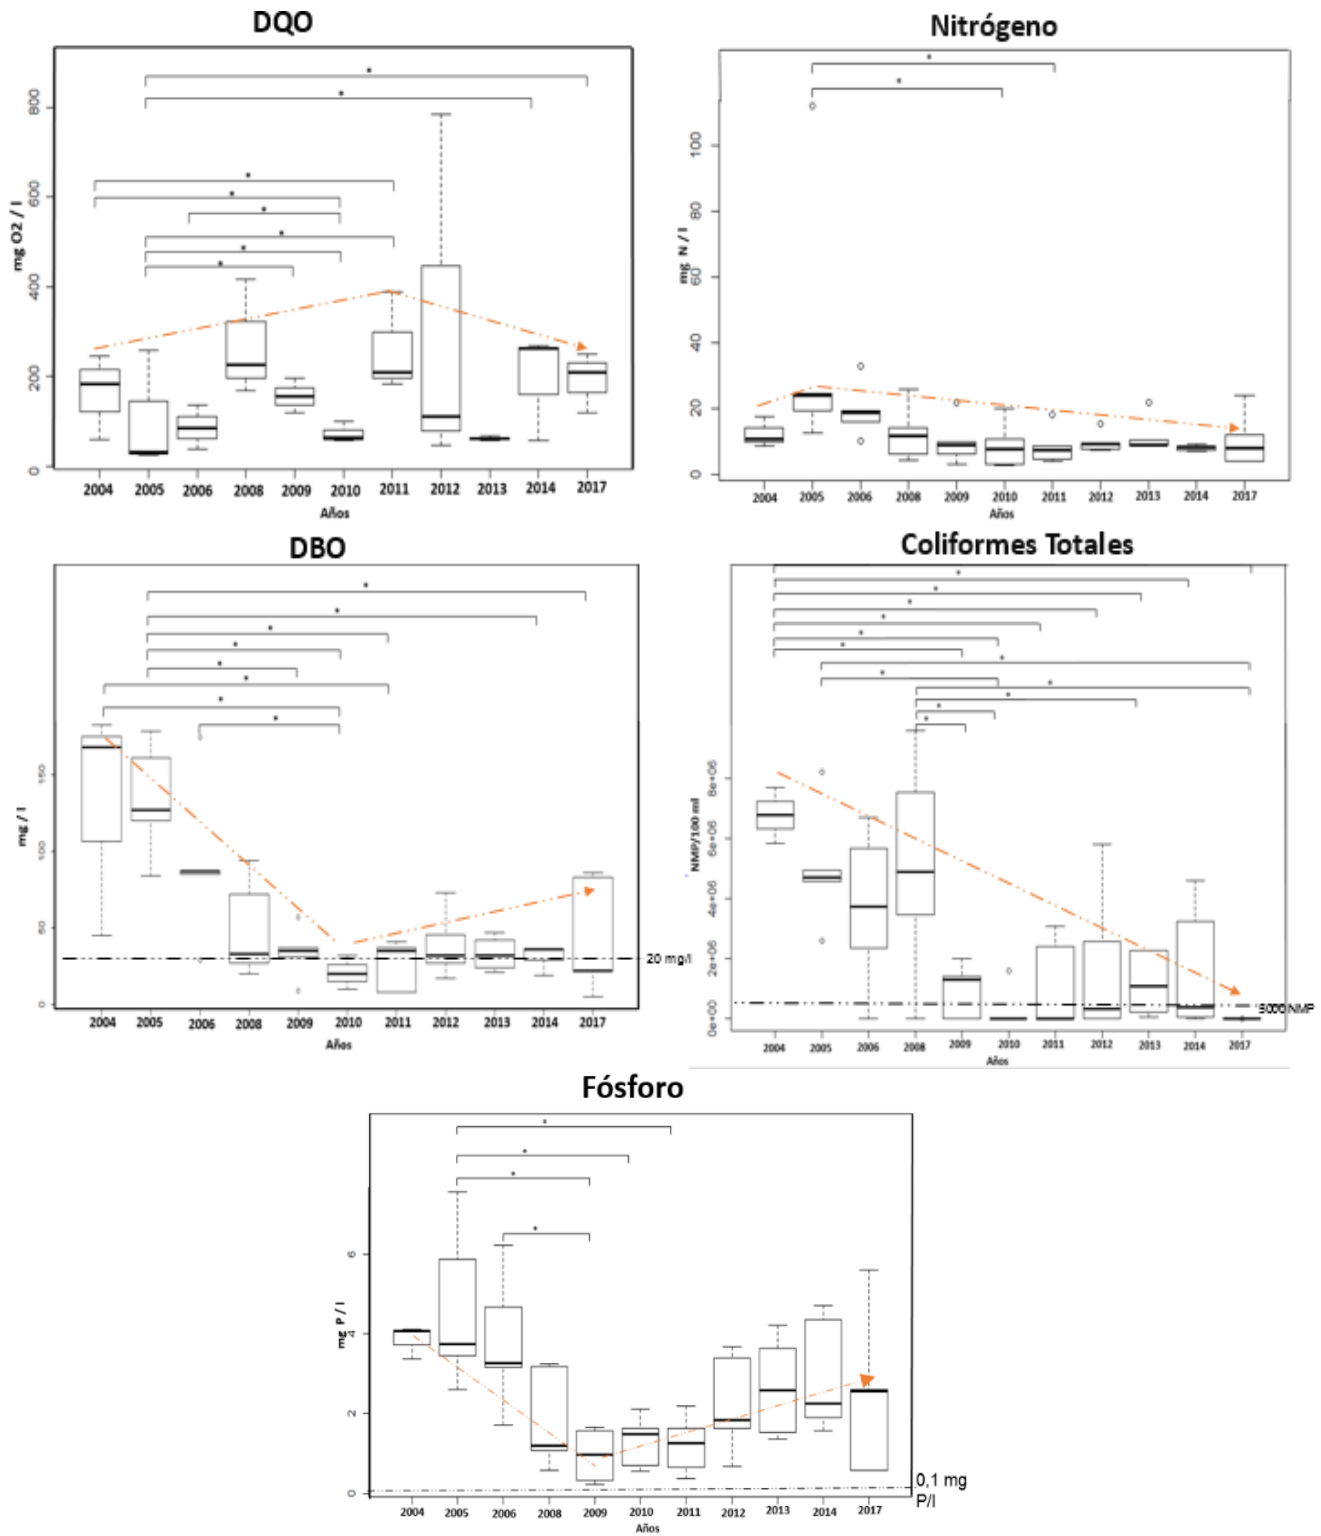 DQO
mg O2 / l
800
600
400
200
0
2004 2005 2006 2008 2009 2010 2011 2012 2013 2014 2017
Años
Nitrógeno
mg N / l
100
80
60
40
20
0
2004 2005 2006 2008 2009 2010 2011 2012 2013 2014 2017
Años
DBO
mg / l
150
100
50
0
20 mg/l
2004 2005 2006 2008 2009 2010 2011 2012 2013 2014 2017
Años
Coliformes Totales
NMP/100 ml
8e+06
6e+06
4e+06
2e+06
0e+00
5000 NMP
2004 2005 2006 2008 2009 2010 2011 2012 2013 2014 2017
Años
Fósforo
mg P / l
6
4
2
0
0,1 mg
P/l
2004 2005 2006 2008 2009 2010 2011 2012 2013 2014 2017
Años